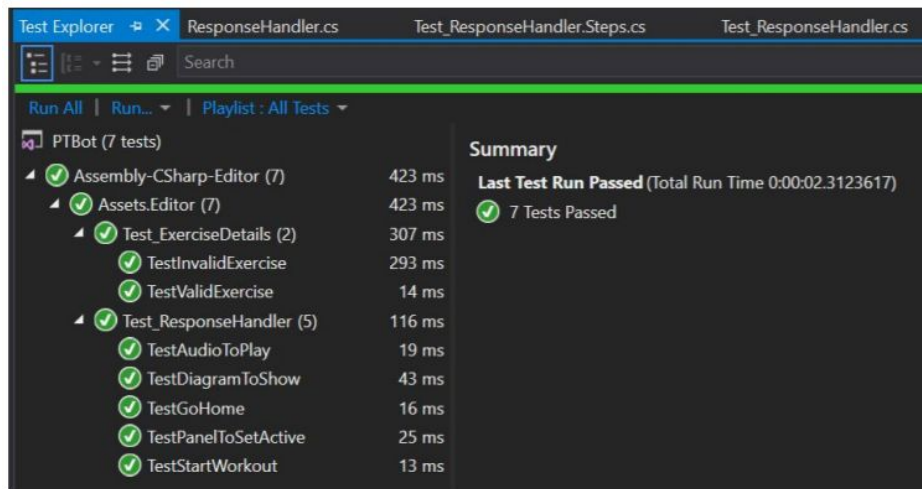 Test Explorer ResponseHandler.cs Test_ResponseHandler.Steps.cs Test_ResponseHandler.cs
Search
Run All | Run... | Playlist : All Tests
PTBot (7 tests)
Assembly-CSharp-Editor (7) 423 ms
Assets.Editor (7) 423 ms
Test_ExerciseDetails (2) 307 ms
TestInvalidExercise 293 ms
TestValidExercise 14 ms
Test_ResponseHandler (5) 116 ms
TestAudioToPlay 19 ms
TestDiagramToShow 43 ms
TestGoHome 16 ms
TestPanelToSetActive 25 ms
TestStartWorkout 13 ms
Summary
Last Test Run Passed (Total Run Time 0:00:02.3123617)
7 Tests Passed